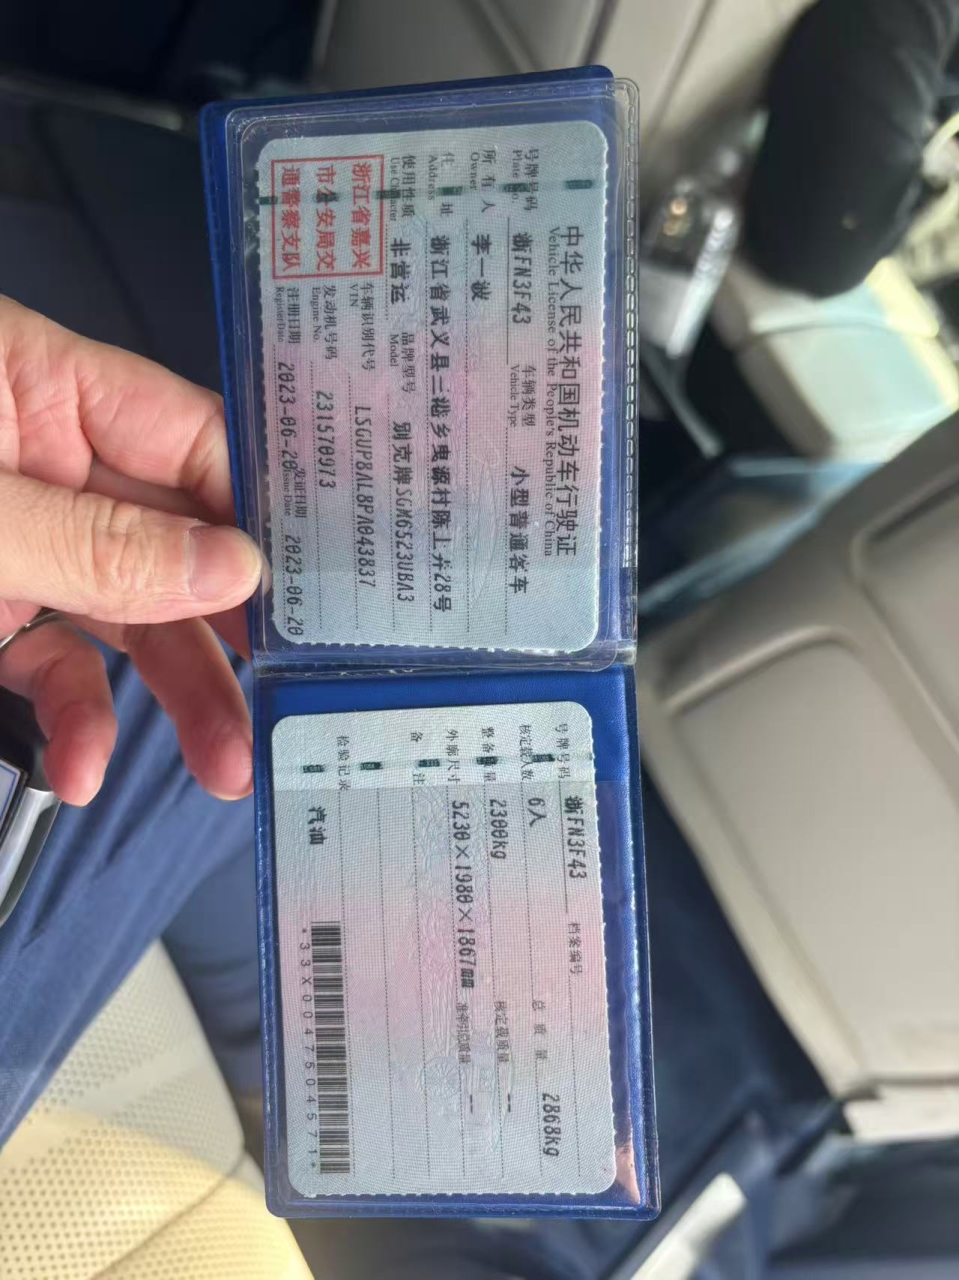 中华人民共和国机动车行驶证
Vehicle License of the People's Republic of China
号牌号码 浙FN3F43 车辆类型 小型普通客车
Plate No. Vehicle Type
所有人 李一波
Owner
住址 浙江省武义县三港乡曳源村陈上弄28号
Address
使用性质 非营运 品牌型号 别克牌SGM6523UBA3
Use Character Model
浙江省嘉兴
市公安局交
通警察支队
车辆识别代号 LSGUP8AL8PA043837
VIN
发动机号码 231570973
Engine No.
注册日期 2023-06-20 发证日期 2023-06-20
Register Date Issue Date
号牌号码 浙FN3F43 档案编号
核定载人数 6人 总质量 2868kg
整备质量 2300kg 核定载质量 --
外廓尺寸 5230×1980×1867mm 准牵引总质量 --
备注
检验记录
汽油
*33X0047504571*